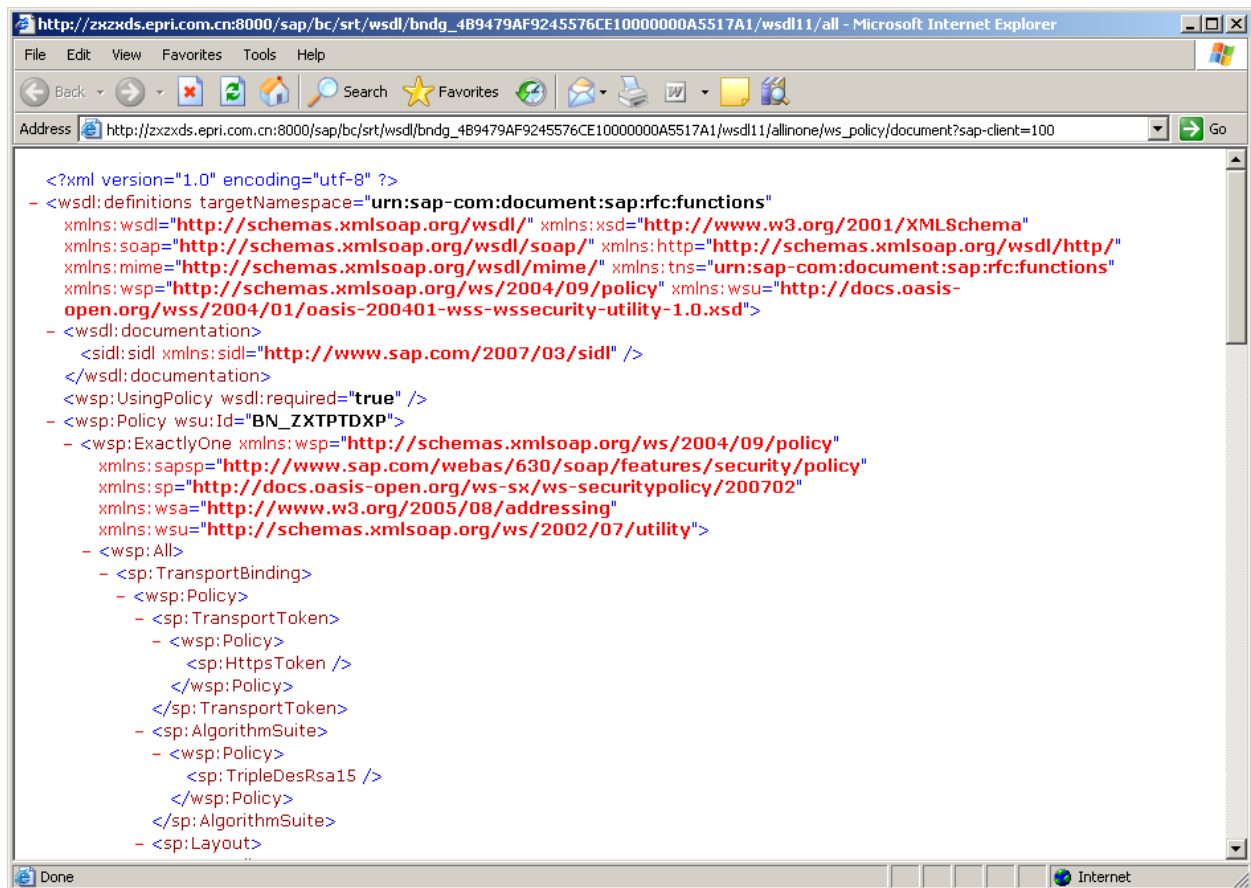 http://zxzxds.epri.com.cn:8000/sap/bc/srt/wsdl/bndg_4B9479AF9245576CE10000000A5517A1/wsdl11/all - Microsoft Internet Explorer
File Edit View Favorites Tools Help
Back Search Favorites
Address http://zxzxds.epri.com.cn:8000/sap/bc/srt/wsdl/bndg_4B9479AF9245576CE10000000A5517A1/wsdl11/allinone/ws_policy/document?sap-client=100 Go
<?xml version="1.0" encoding="utf-8" ?>
- <wsdl:definitions targetNamespace="urn:sap-com:document:sap:rfc:functions"
xmlns:wsdl="http://schemas.xmlsoap.org/wsdl/" xmlns:xsd="http://www.w3.org/2001/XMLSchema"
xmlns:soap="http://schemas.xmlsoap.org/wsdl/soap/" xmlns:http="http://schemas.xmlsoap.org/wsdl/http/"
xmlns:mime="http://schemas.xmlsoap.org/wsdl/mime/" xmlns:tns="urn:sap-com:document:sap:rfc:functions"
xmlns:wsp="http://schemas.xmlsoap.org/ws/2004/09/policy" xmlns:wsu="http://docs.oasis-
open.org/wss/2004/01/oasis-200401-wss-wssecurity-utility-1.0.xsd">
- <wsdl:documentation>
<sidl:sidl xmlns:sidl="http://www.sap.com/2007/03/sidl" />
</wsdl:documentation>
<wsp:UsingPolicy wsdl:required="true" />
- <wsp:Policy wsu:Id="BN_ZXTPTDXP">
- <wsp:ExactlyOne xmlns:wsp="http://schemas.xmlsoap.org/ws/2004/09/policy"
xmlns:sapsp="http://www.sap.com/webas/630/soap/features/security/policy"
xmlns:sp="http://docs.oasis-open.org/ws-sx/ws-securitypolicy/200702"
xmlns:wsa="http://www.w3.org/2005/08/addressing"
xmlns:wsu="http://schemas.xmlsoap.org/ws/2002/07/utility">
- <wsp:All>
- <sp:TransportBinding>
- <wsp:Policy>
- <sp:TransportToken>
- <wsp:Policy>
<sp:HttpsToken />
</wsp:Policy>
</sp:TransportToken>
- <sp:AlgorithmSuite>
- <wsp:Policy>
<sp:TripleDesRsa15 />
</wsp:Policy>
</sp:AlgorithmSuite>
- <sp:Layout>
Done Internet